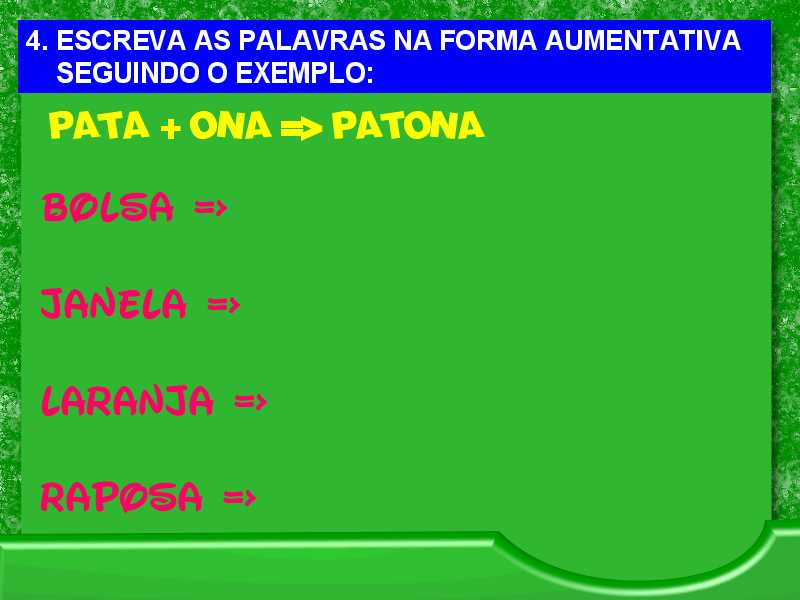 4. ESCREVA AS PALAVRAS NA FORMA AUMENTATIVA
SEGUINDO O EXEMPLO:
PATA + ONA => PATONA
BOLSA =>
JANELA =>
LARANJA =>
RAPOSA =>